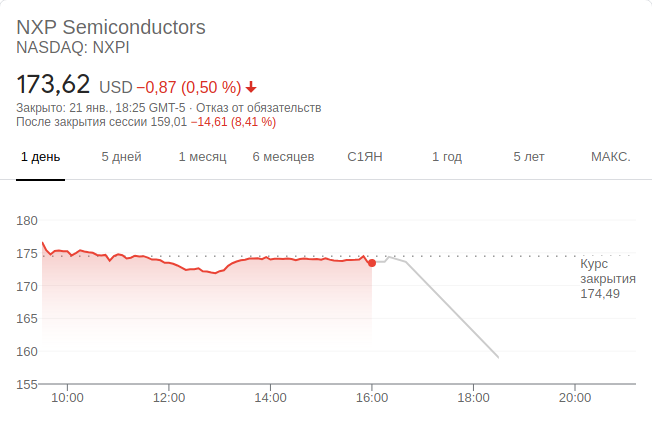 NXP Semiconductors
NASDAQ: NXPI
173,62 USD −0,87 (0,50 %)
Закрыто: 21 янв., 18:25 GMT-5 · Отказ от обязательств
После закрытия сессии 159,01 −14,61 (8,41 %)
1 день 5 дней 1 месяц 6 месяцев С1ЯН 1 год 5 лет МАКС.
180
175
170
165
160
155
Курс
закрытия
174,49
10:00 12:00 14:00 16:00 18:00 20:00